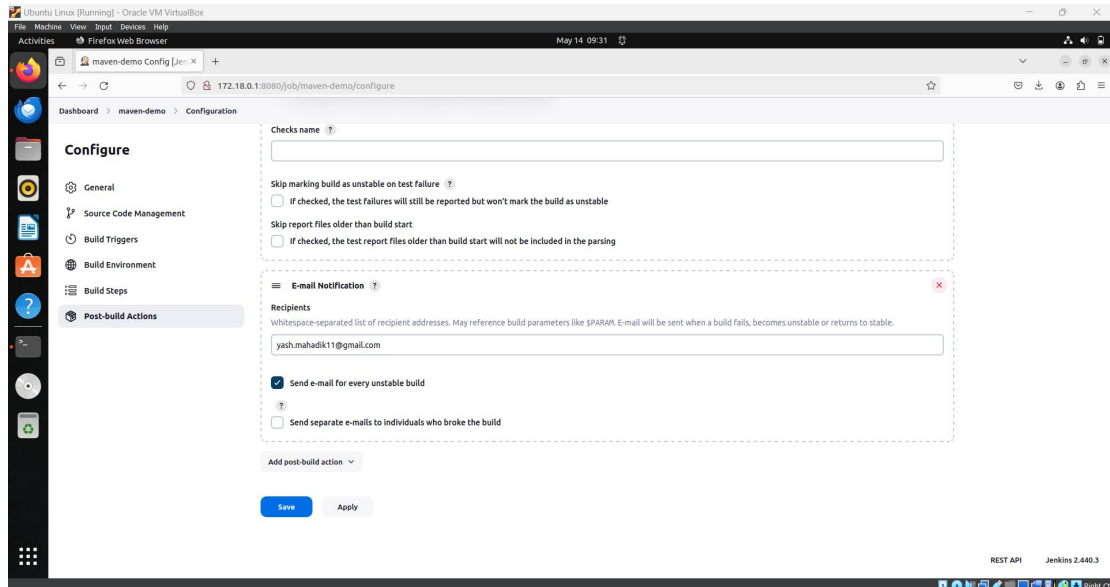 Ubuntu Linux [Running] - Oracle VM VirtualBox
File Machine View Input Devices Help
Activities Firefox Web Browser May 14 09:31
maven-demo Config [Jen
172.18.0.1:8080/job/maven-demo/configure
Dashboard > maven-demo > Configuration
Configure
General
Source Code Management
Build Triggers
Build Environment
Build Steps
Post-build Actions
Checks name ?
Skip marking build as unstable on test failure ?
If checked, the test failures will still be reported but won't mark the build as unstable
Skip report files older than build start
If checked, the test report files older than build start will not be included in the parsing
E-mail Notification ?
Recipients
Whitespace-separated list of recipient addresses. May reference build parameters like $PARAM. E-mail will be sent when a build fails, becomes unstable or returns to stable.
yash.mahadik11@gmail.com
Send e-mail for every unstable build
?
Send separate e-mails to individuals who broke the build
Add post-build action
Save Apply
REST API Jenkins 2.440.3
Right Ct